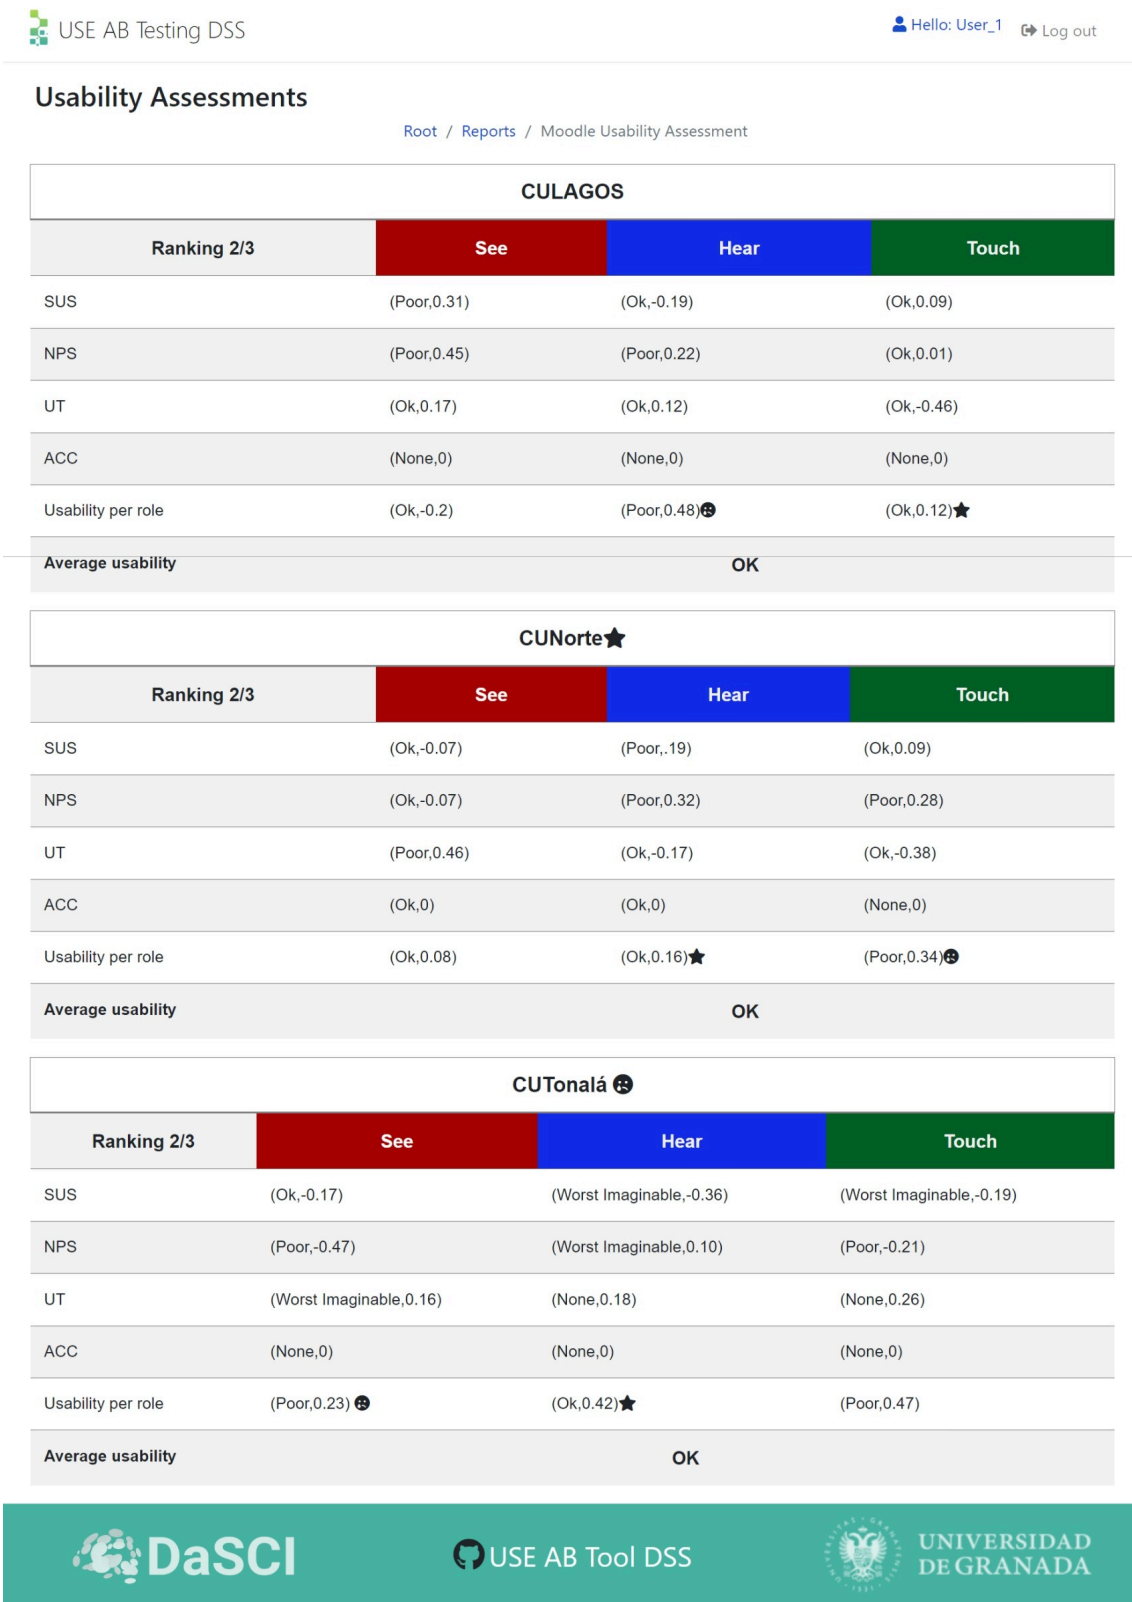 USE AB Testing DSS Hello: User_1 Log out
Usability Assessments
Root / Reports / Moodle Usability Assessment
CULAGOS
Ranking 2/3 See Hear Touch
SUS (Poor,0.31) (Ok,-0.19) (Ok,0.09)
NPS (Poor,0.45) (Poor,0.22) (Ok,0.01)
UT (Ok,0.17) (Ok,0.12) (Ok,-0.46)
ACC (None,0) (None,0) (None,0)
Usability per role (Ok,-0.2) (Poor,0.48) (Ok,0.12)
Average usability OK
CUNorte
Ranking 2/3 See Hear Touch
SUS (Ok,-0.07) (Poor,.19) (Ok,0.09)
NPS (Ok,-0.07) (Poor,0.32) (Poor,0.28)
UT (Poor,0.46) (Ok,-0.17) (Ok,-0.38)
ACC (Ok,0) (Ok,0) (None,0)
Usability per role (Ok,0.08) (Ok,0.16) (Poor,0.34)
Average usability OK
CUTonalá
Ranking 2/3 See Hear Touch
SUS (Ok,-0.17) (Worst Imaginable,-0.36) (Worst Imaginable,-0.19)
NPS (Poor,-0.47) (Worst Imaginable,0.10) (Poor,-0.21)
UT (Worst Imaginable,0.16) (None,0.18) (None,0.26)
ACC (None,0) (None,0) (None,0)
Usability per role (Poor,0.23) (Ok,0.42) (Poor,0.47)
Average usability OK
DaSCI USE AB Tool DSS UNIVERSIDAD
DE GRANADA